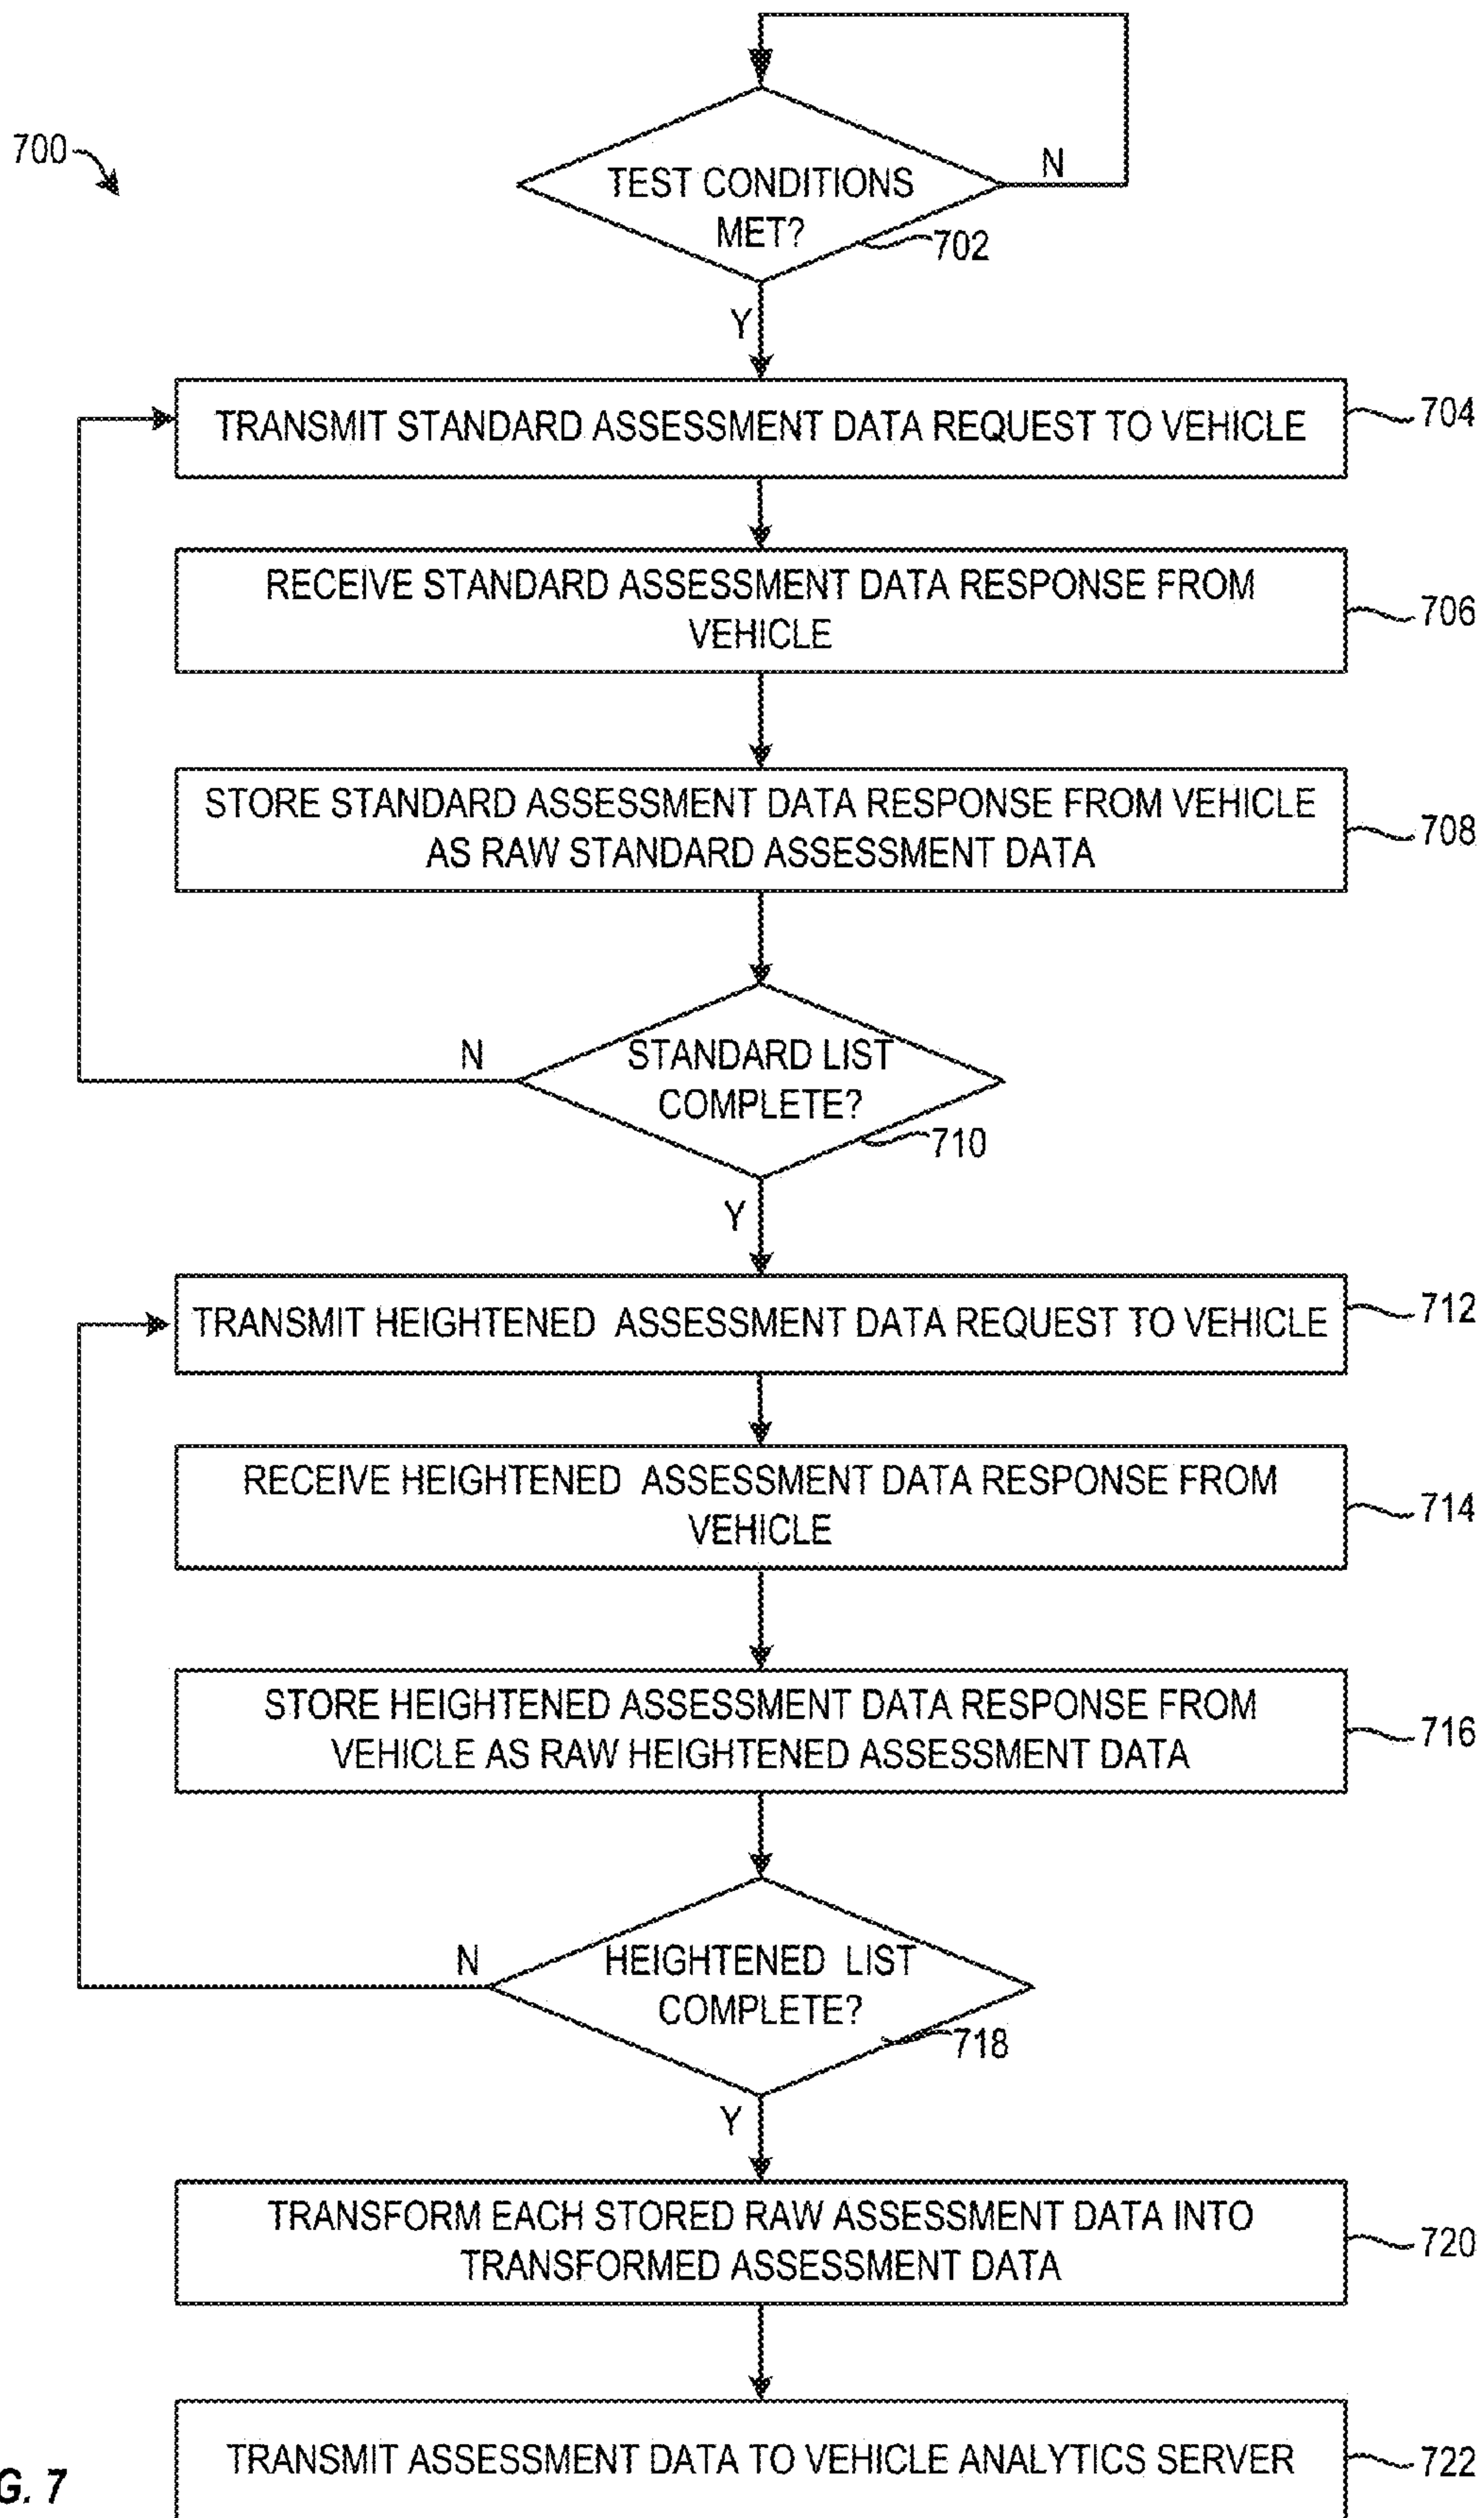 700
TEST CONDITIONS
MET?
N
702
Y
TRANSMIT STANDARD ASSESSMENT DATA REQUEST TO VEHICLE
704
RECEIVE STANDARD ASSESSMENT DATA RESPONSE FROM
VEHICLE
706
STORE STANDARD ASSESSMENT DATA RESPONSE FROM VEHICLE
AS RAW STANDARD ASSESSMENT DATA
708
N
STANDARD LIST
COMPLETE?
710
Y
TRANSMIT HEIGHTENED ASSESSMENT DATA REQUEST TO VEHICLE
712
RECEIVE HEIGHTENED ASSESSMENT DATA RESPONSE FROM
VEHICLE
714
STORE HEIGHTENED ASSESSMENT DATA RESPONSE FROM
VEHICLE AS RAW HEIGHTENED ASSESSMENT DATA
716
N
HEIGHTENED LIST
COMPLETE?
718
Y
TRANSFORM EACH STORED RAW ASSESSMENT DATA INTO
TRANSFORMED ASSESSMENT DATA
720
TRANSMIT ASSESSMENT DATA TO VEHICLE ANALYTICS SERVER
722
G. 7